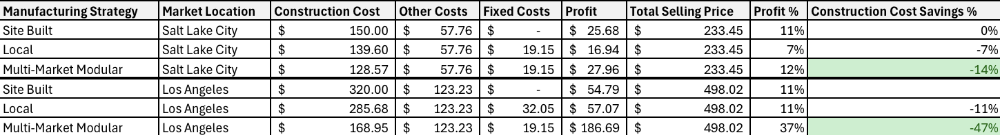 Manufacturing Strategy Market Location Construction Cost Other Costs Fixed Costs Profit Total Selling Price Profit % Construction Cost Savings %
Site Built Salt Lake City $ 150.00 $ 57.76 $ - $ 25.68 $ 233.45 11% 0%
Local Salt Lake City $ 139.60 $ 57.76 $ 19.15 $ 16.94 $ 233.45 7% -7%
Multi-Market Modular Salt Lake City $ 128.57 $ 57.76 $ 19.15 $ 27.96 $ 233.45 12% -14%
Site Built Los Angeles $ 320.00 $ 123.23 $ - $ 54.79 $ 498.02 11%
Local Los Angeles $ 285.68 $ 123.23 $ 32.05 $ 57.07 $ 498.02 11% -11%
Multi-Market Modular Los Angeles $ 168.95 $ 123.23 $ 19.15 $ 186.69 $ 498.02 37% -47%